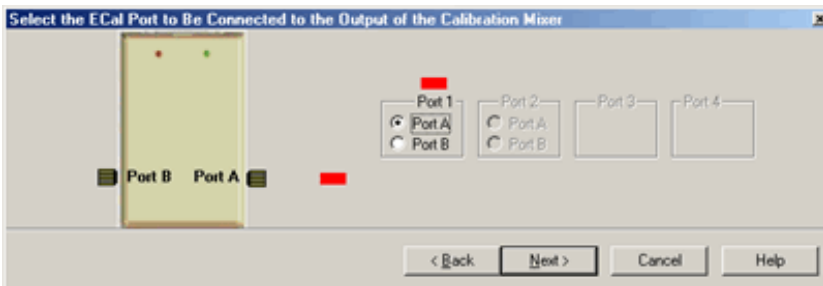 Select the ECal Port to Be Connected to the Output of the Calibration Mixer
Port B Port A
Port 1
Port A
Port B
Port 2
Port A
Port B
Port 3
Port 4
< Back Next > Cancel Help